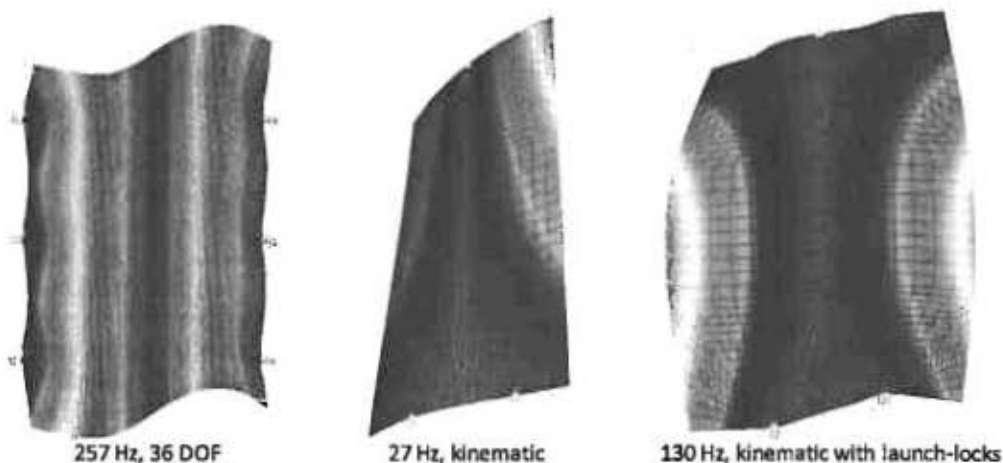 257 Hz, 36 DOF
27 Hz, kinematic
130 Hz, kinematic with launch-locks